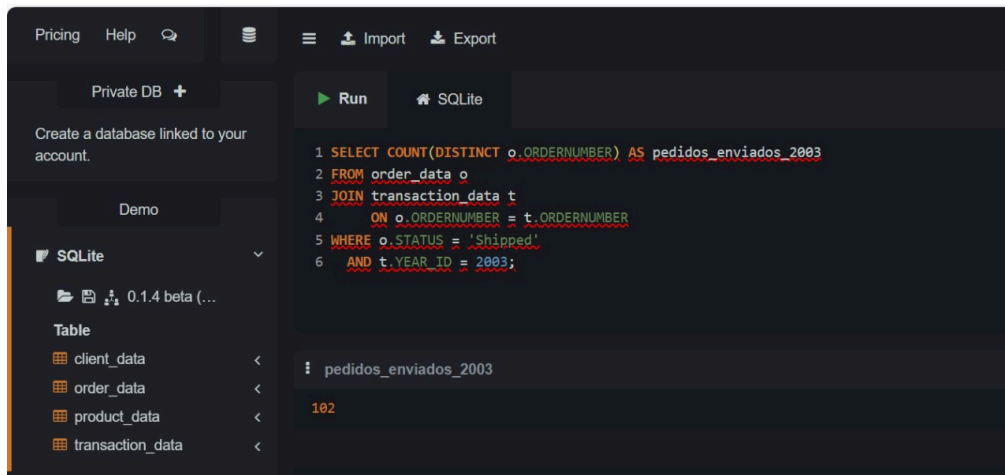 Pricing Help
Import Export
Private DB
Create a database linked to your
account.
Demo
SQLite
0.1.4 beta (...
Table
client_data
order_data
product_data
transaction_data
Run SQLite
1 SELECT COUNT(DISTINCT o.ORDERNUMBER) AS pedidos_enviados_2003
2 FROM order_data o
3 JOIN transaction_data t
4 ON o.ORDERNUMBER = t.ORDERNUMBER
5 WHERE o.STATUS = 'Shipped'
6 AND t.YEAR_ID = 2003;
pedidos_enviados_2003
102